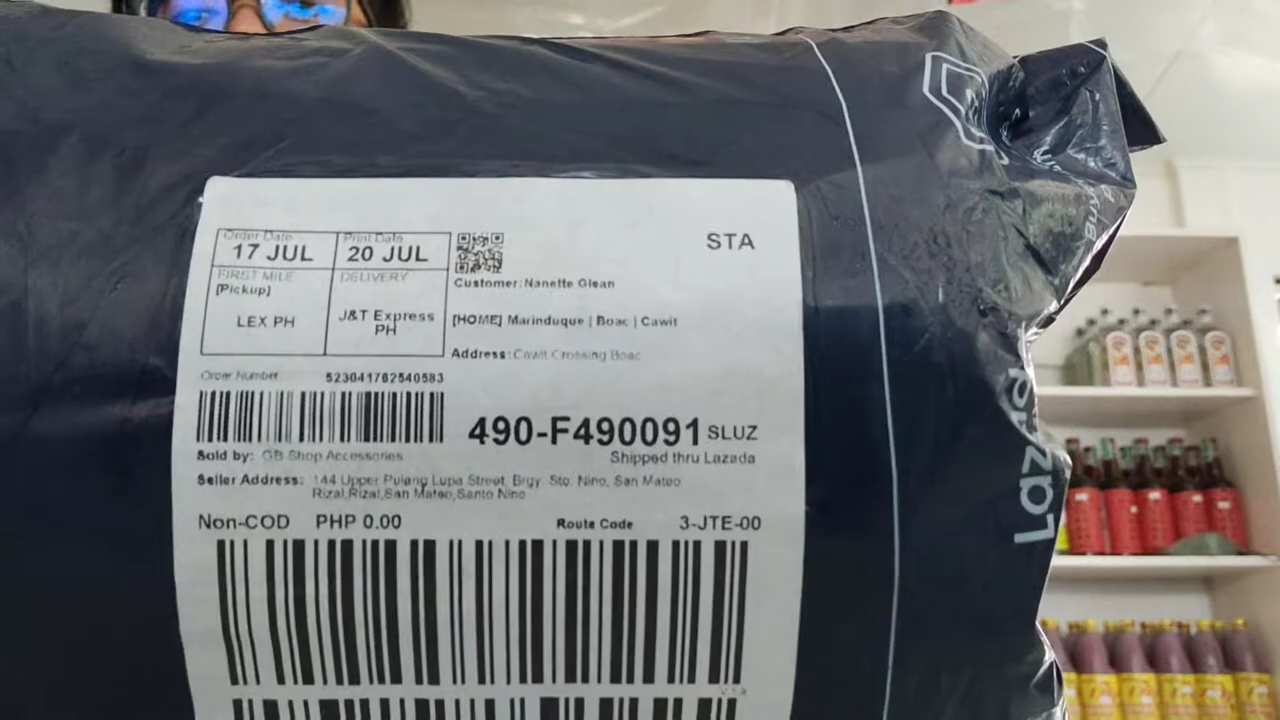 Order Date
17 JUL
Print Date
20 JUL
FIRST MILE
[Pickup]
LEX PH
DELIVERY
J&T Express
PH
STA
Customer: Nanette Glean
[HOME] Marinduque | Boac | Cawit
Address: Cawit Crossing Boac
Order Number 523041762540583
490-F490091 SLUZ
Shipped thru Lazada
Sold by: GB Shop Accessories
Seller Address: 144 Upper Pulang Lupa Street, Brgy. Sto. Nino, San Mateo
Rizal,Rizal,San Mateo,Santo Nino
Non-COD PHP 0.00
Route Code 3-JTE-00
Buy